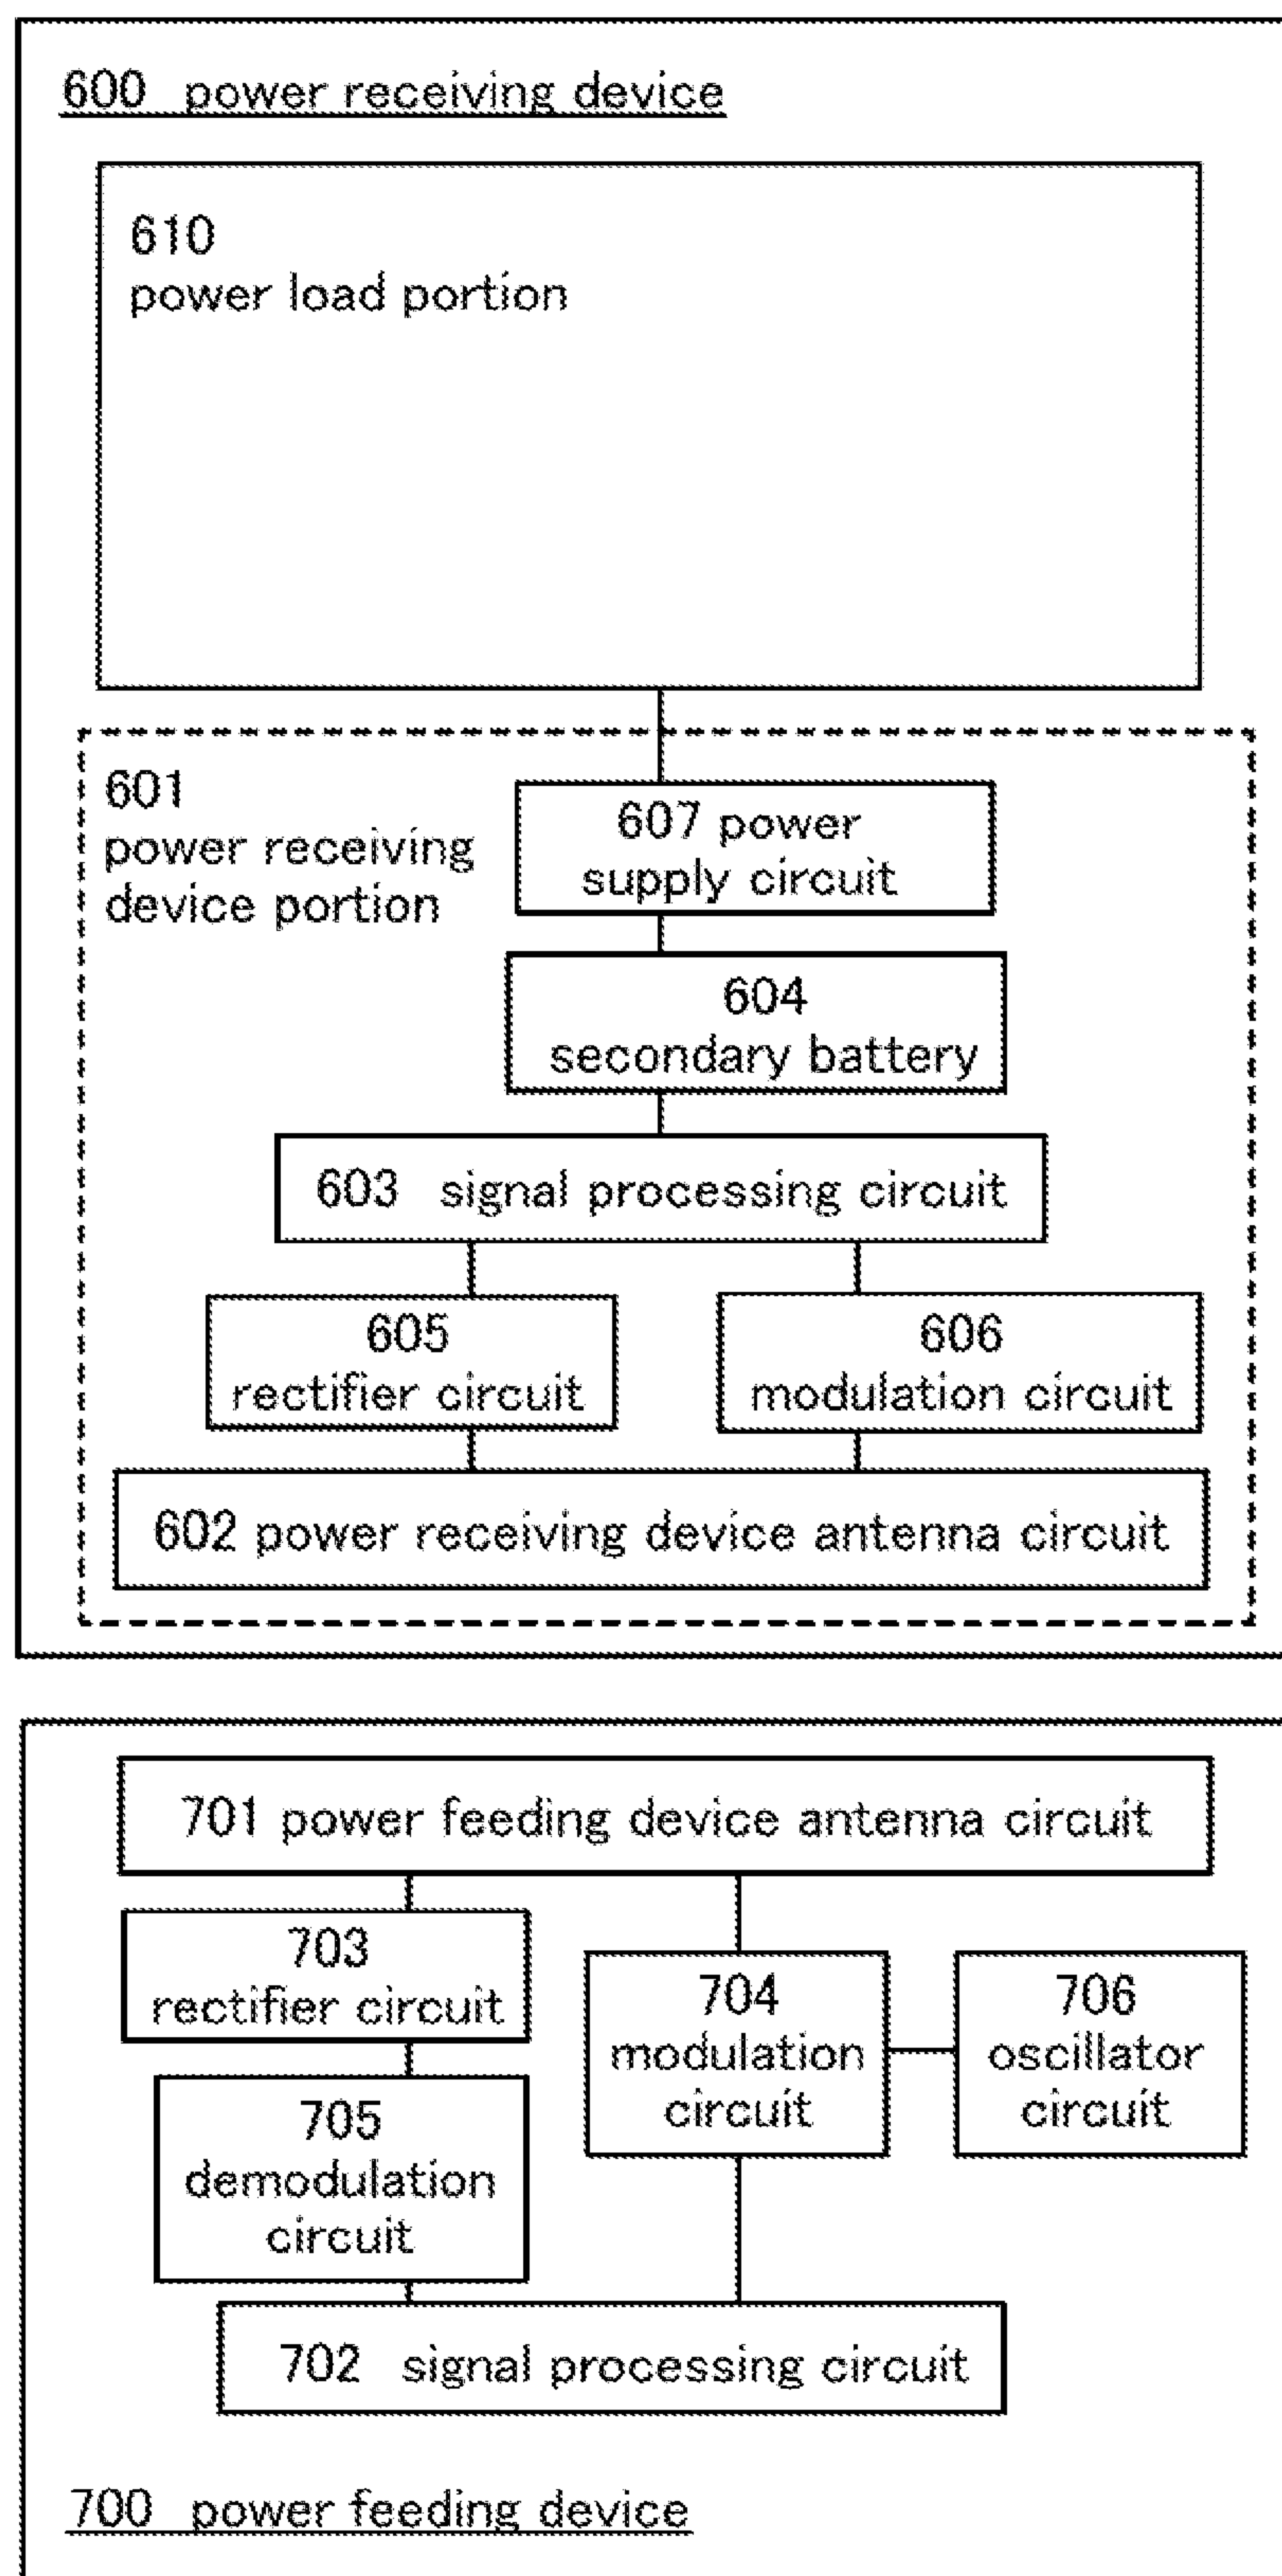 600 power receiving device
610
power load portion
601
power receiving
device portion
607 power
supply circuit
604
secondary battery
603 signal processing circuit
605
rectifier circuit
606
modulation circuit
602 power receiving device antenna circuit
701 power feeding device antenna circuit
703
rectifier circuit
704
modulation
circuit
706
oscillator
circuit
705
demodulation
circuit
702 signal processing circuit
700 power feeding device